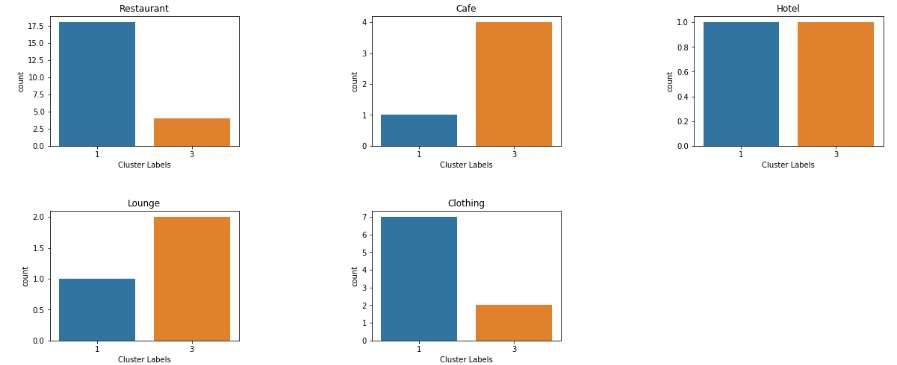 Restaurant
17.5
15.0
12.5
10.0
7.5
5.0
2.5
0.0
count
1 3
Cluster Labels
Cafe
4
3
2
1
0
count
1 3
Cluster Labels
Hotel
1.0
0.8
0.6
0.4
0.2
0.0
count
1 3
Cluster Labels
Lounge
2.0
1.5
1.0
0.5
0.0
count
1 3
Cluster Labels
Clothing
7
6
5
4
3
2
1
0
count
1 3
Cluster Labels